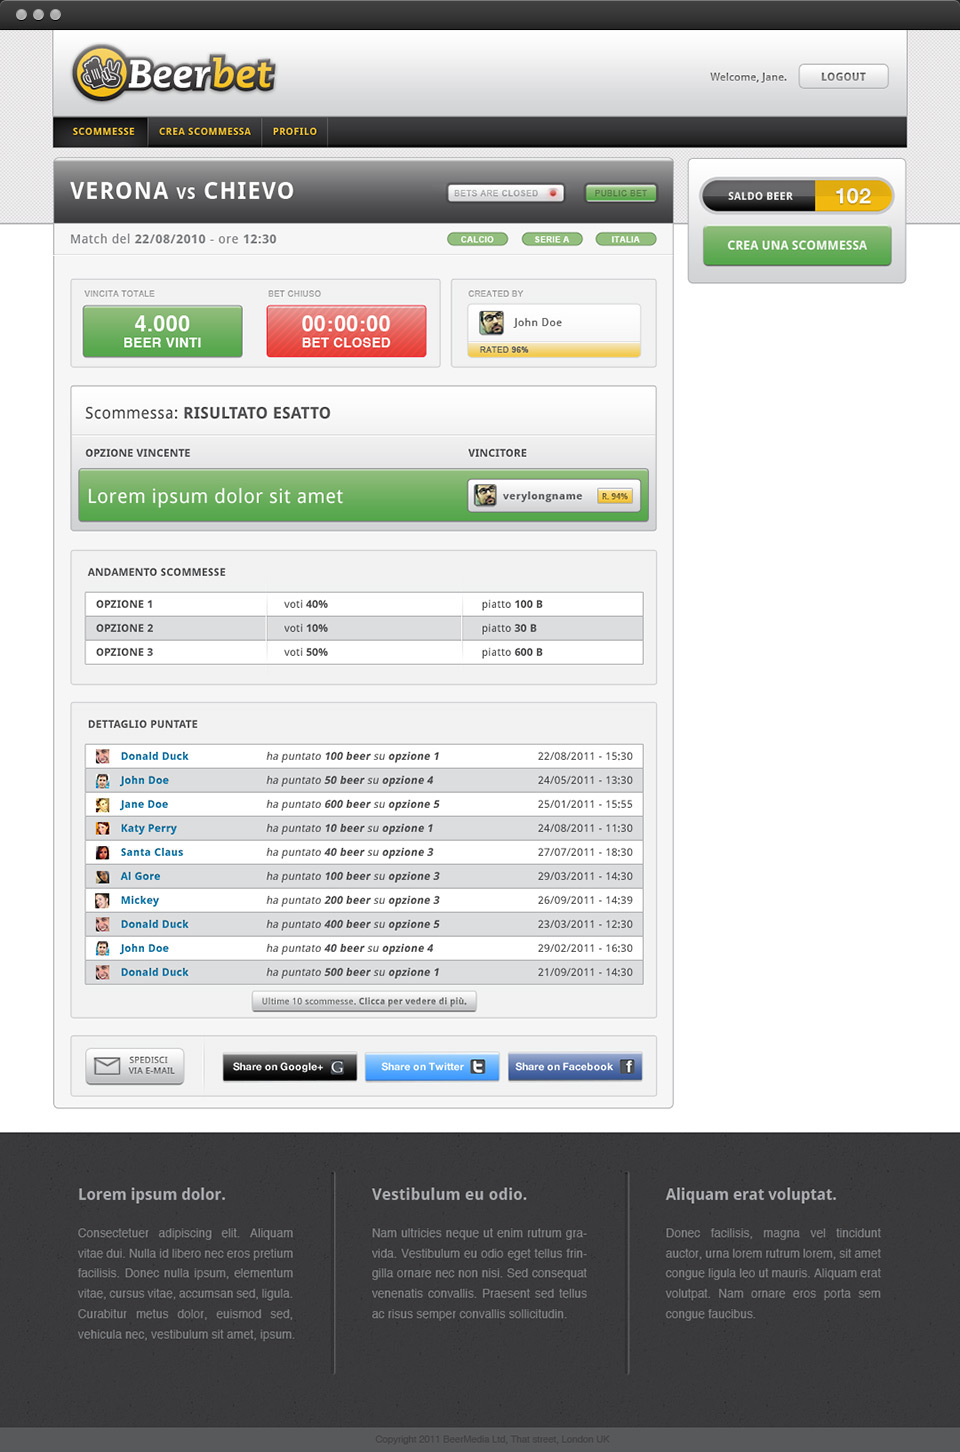 Beerbet
Welcome, Jane.
LOGOUT
SCOMMESSE
CREA SCOMMESSA
PROFILO
VERONA VS CHIEVO
BETS ARE CLOSED
PUBLIC BET
Match del 22/08/2010 - ore 12:30
CALCIO
SERIE A
ITALIA
SALDO BEER
102
CREA UNA SCOMMESSA
VINCITA TOTALE
4.000
BEER VINTI
BET CHIUSO
00:00:00
BET CLOSED
CREATED BY
John Doe
RATED 96%
Scommessa: RISULTATO ESATTO
OPZIONE VINCENTE
VINCITORE
Lorem ipsum dolor sit amet
verylongname
R. 94%
ANDAMENTO SCOMMESSE
OPZIONE 1 voti 40% piatto 100 B
OPZIONE 2 voti 10% piatto 30 B
OPZIONE 3 voti 50% piatto 600 B
DETTAGLIO PUNTATE
Donald Duck ha puntato 100 beer su opzione 1 22/08/2011 - 15:30
John Doe ha puntato 50 beer su opzione 4 24/05/2011 - 13:30
Jane Doe ha puntato 600 beer su opzione 5 25/01/2011 - 15:55
Katy Perry ha puntato 10 beer su opzione 1 24/08/2011 - 11:30
Santa Claus ha puntato 40 beer su opzione 3 27/07/2011 - 18:30
Al Gore ha puntato 100 beer su opzione 3 29/03/2011 - 14:30
Mickey ha puntato 200 beer su opzione 3 26/09/2011 - 14:39
Donald Duck ha puntato 400 beer su opzione 5 23/03/2011 - 12:30
John Doe ha puntato 40 beer su opzione 4 29/02/2011 - 16:30
Donald Duck ha puntato 500 beer su opzione 1 21/09/2011 - 14:30
Ultime 10 scommesse. Clicca per vedere di più.
SPEDISCI
VIA E-MAIL
Share on Google+ G
Share on Twitter t
Share on Facebook f
Lorem ipsum dolor.
Consectetuer adipiscing elit. Aliquam
vitae dui. Nulla id libero nec eros pretium
facilisis. Donec nulla ipsum, elementum
vitae, cursus vitae, accumsan sed, ligula.
Curabitur metus dolor, euismod sed,
vehicula nec, vestibulum sit amet, ipsum.
Vestibulum eu odio.
Nam ultricies neque ut enim rutrum gra-
vida. Vestibulum eu odio eget tellus frin-
gilla ornare nec non nisi. Sed consequat
venenatis convallis. Praesent sed tellus
ac risus semper convallis sollicitudin.
Aliquam erat voluptat.
Donec facilisis, magna vel tincidunt
auctor, urna lorem rutrum lorem, sit amet
congue ligula leo ut mauris. Aliquam erat
volutpat. Nam ornare eros porta sem
congue faucibus.
Copyright 2011 BeerMedia Ltd, That street, London UK